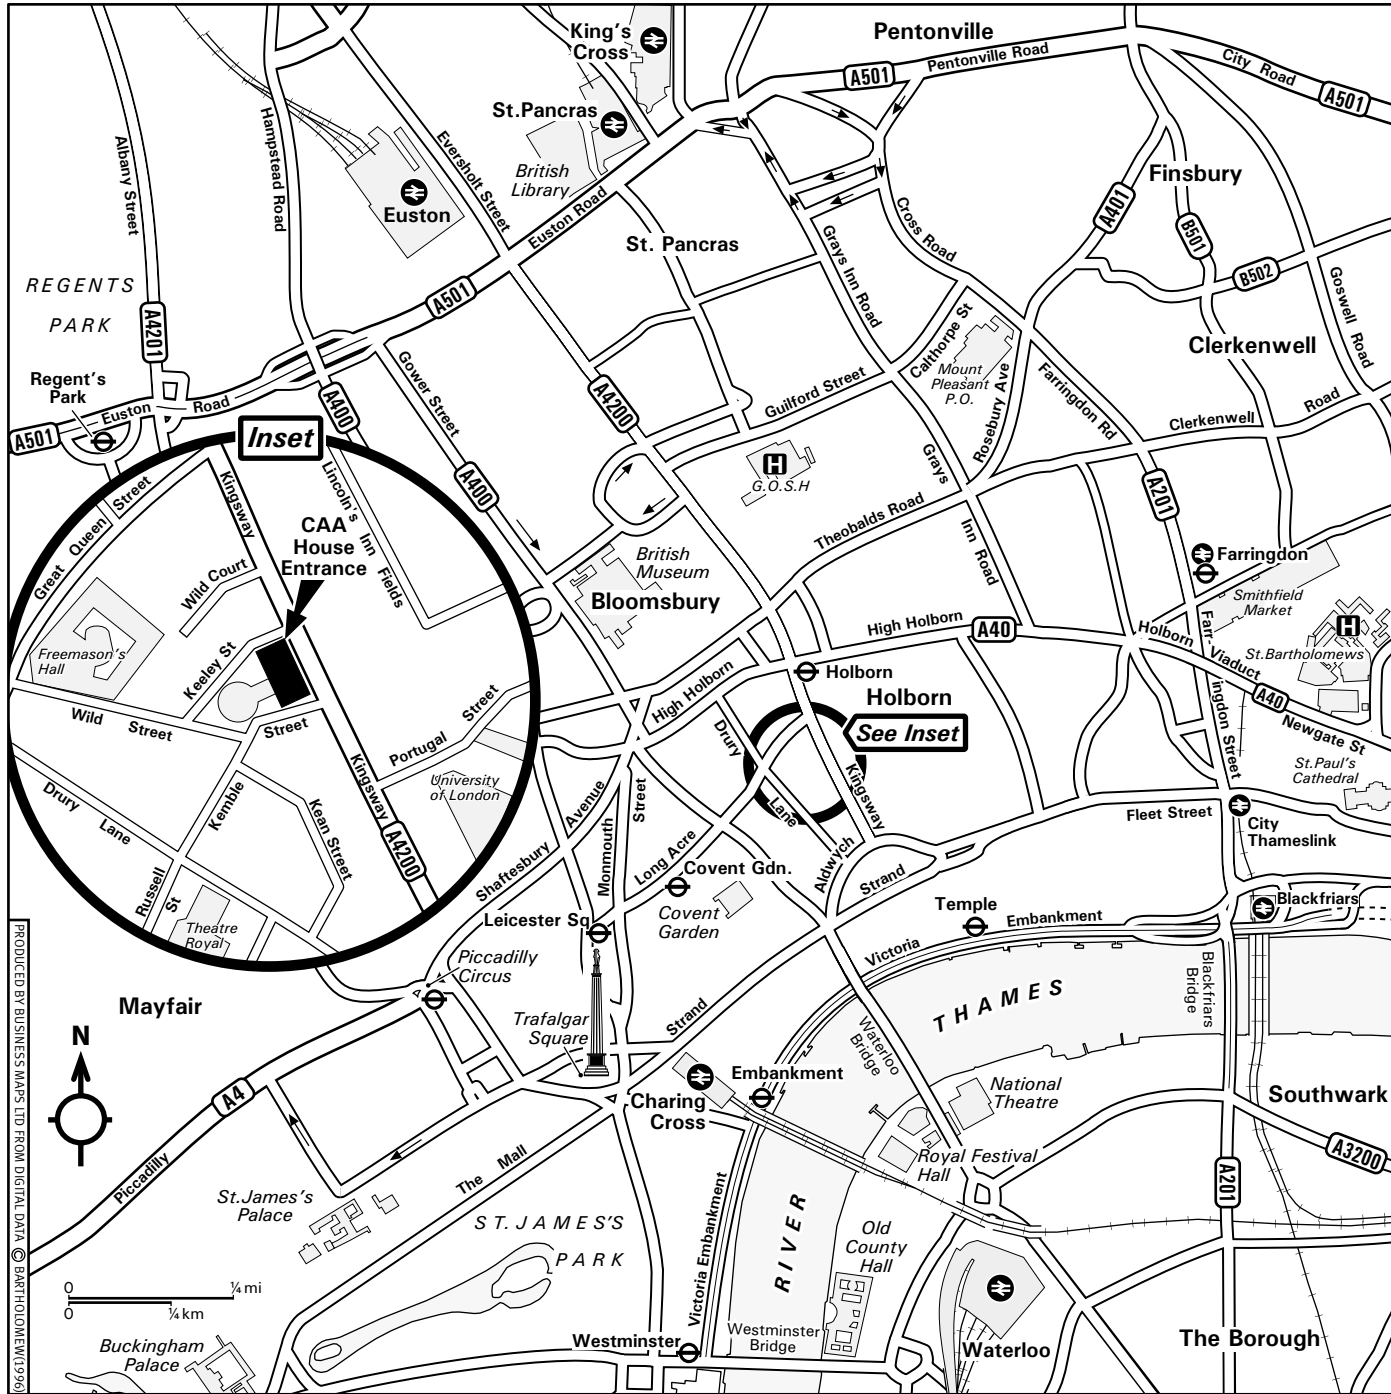 King's
Cross
Pentonville
Pentonville Road
A501
City Road
A501
St.Pancras
British
Library
Hampstead Road
Albany Street
Eversholt Street
Euston
Euston Road
St. Pancras
Finsbury
A401
B501
B502
Cross Road
Grays Inn Road
Goswell Road
REGENTS
PARK
A501
A4201
Calthorpe St
Clerkenwell
Mount
Pleasant
P.O.
Regent's
Park
Euston
Road
A501
A400
Gower Street
A4200
Guilford Street
Rosebury Ave
Farringdon Rd
Clerkenwell
Road
Inset
Great
Queen
Street
Kingsway
Lincoln's
Inn
Fields
CAA
House
Entrance
A400
H
G.O.S.H
Grays
Inn Road
A201
Theobalds Road
British
Museum
Farringdon
Smithfield
Market
Wild Court
Bloomsbury
High Holborn
A40
Holborn
Viaduct
H
St.Bartholomews
Freemason's
Hall
Keeley St
Holborn
Holborn
Farr-
ingdon Street
A40
Newgate St
Wild
Street
Street
Portugal
Street
High Holborn
Drury
Lane
See Inset
St.Paul's
Cathedral
Kingsway
University
of London
Drury
Lane
Kemble
Kean Street
Kingsway
A4200
Shaftesbury
Avenue
Monmouth
Street
Long Acre
Aldwych
Fleet Street
City
Thameslink
Russell
St
Theatre
Royal
Covent Gdn.
Covent
Garden
Strand
Temple
Embankment
Victoria
Blackfriars
Leicester Sq
Piccadilly
Circus
Blackfriars
Bridge
Mayfair
N
Trafalgar
Square
Strand
THAMES
Waterloo
Bridge
Embankment
National
Theatre
Southwark
Charing
Cross
A4
Piccadilly
The Mall
Royal Festival
Hall
A3200
A201
St.James's
Palace
ST.JAMES'S
PARK
Victoria Embankment
RIVER
Old
County
Hall
0
¼ mi
0
¼ km
Buckingham
Palace
Westminster
Westminster
Bridge
Waterloo
The Borough
PRODUCED BY BUSINESS MAPS LTD FROM DIGITAL DATA © BARTHOLOMEW(1996)